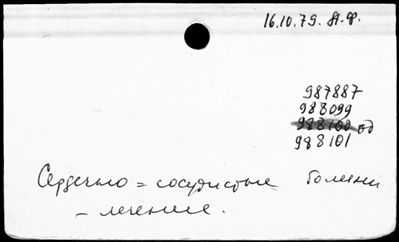 16.10.79. Я.Ф.
987887
988099
988100 од
988101
Сердечно = сосудистые болезни
– лечение.